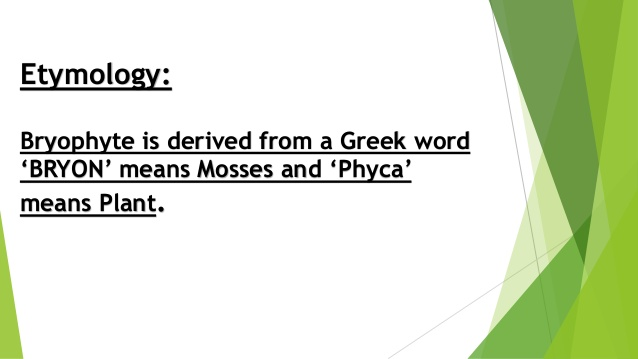 Etymology:
Bryophyte is derived from a Greek word
‘BRYON’ means Mosses and ‘Phyca’
means Plant.